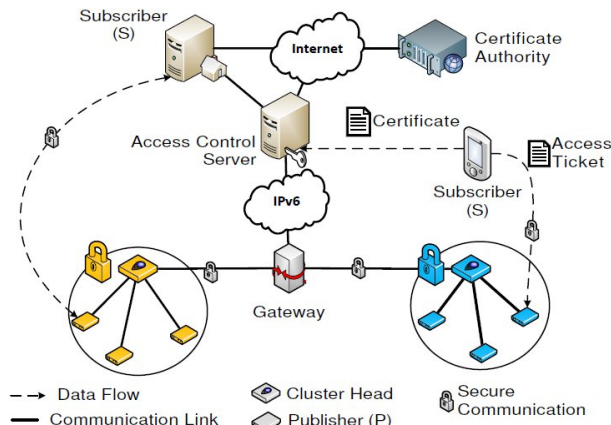 Subscriber
(S)
Internet
Certificate
Authority
Access Control
Server
Certificate
Access
Ticket
Subscriber
(S)
IPv6
Gateway
Data Flow
Cluster Head
Secure
Communication
Communication Link
Publisher (P)